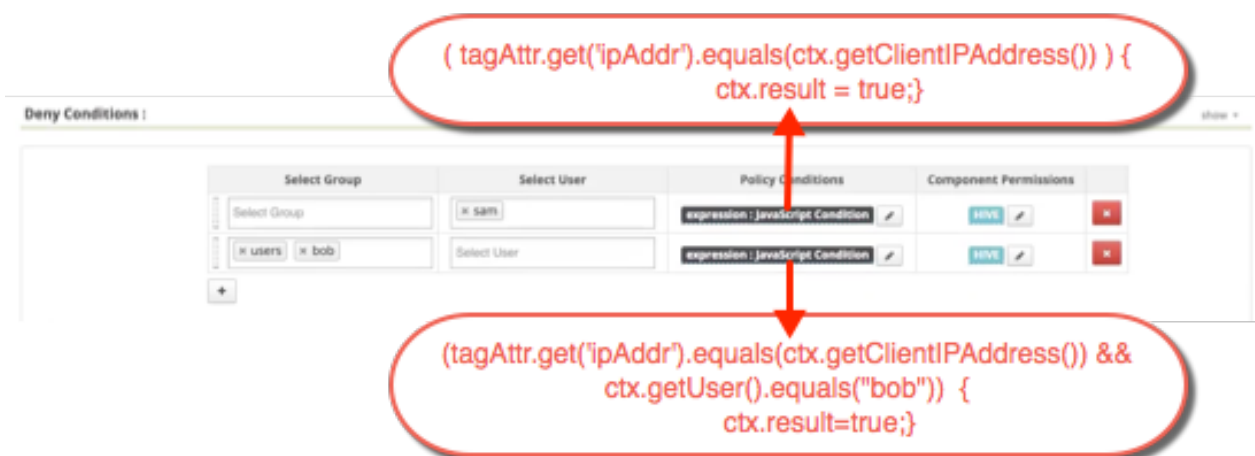 ( tagAttr.get('ipAddr').equals(ctx.getClientIPAddress()) ) {
ctx.result = true;}
Deny Conditions :
show
Select Group Select User Policy Conditions Component Permissions
Select Group × sam expression : JavaScript Condition HIVE ×
× users × bob Select User expression : JavaScript Condition HIVE ×
+
(tagAttr.get('ipAddr').equals(ctx.getClientIPAddress()) &&
ctx.getUser().equals("bob")) {
ctx.result=true;}